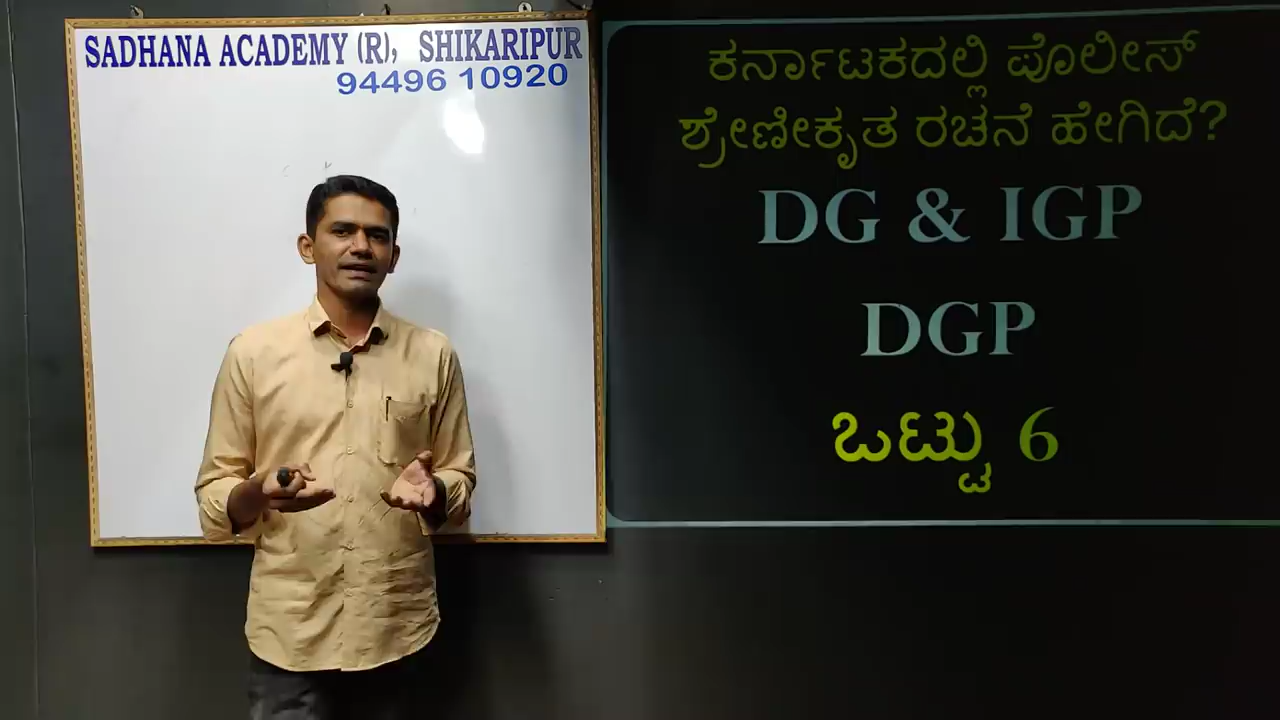 SADHANA ACADEMY (R), SHIKARIPUR
94496 10920
ಕರ್ನಾಟಕದಲ್ಲಿ ಪೊಲೀಸ್
ಶ್ರೇಣೀಕೃತ ರಚನೆ ಹೇಗಿದೆ?
DG & IGP
DGP
ಒಟ್ಟು 6